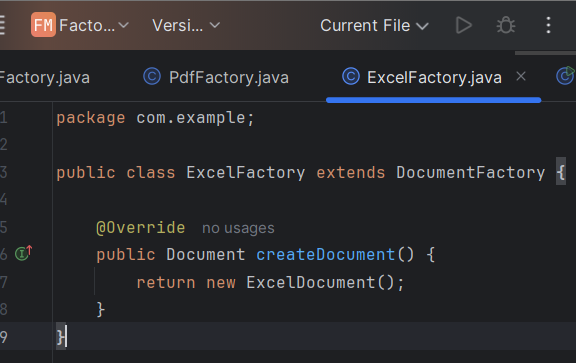 FM Facto... Versi... Current File
Factory.java PdfFactory.java ExcelFactory.java
1 package com.example;
2
3 public class ExcelFactory extends DocumentFactory {
4
5 @Override no usages
6 public Document createDocument() {
7 return new ExcelDocument();
8 }
9 }